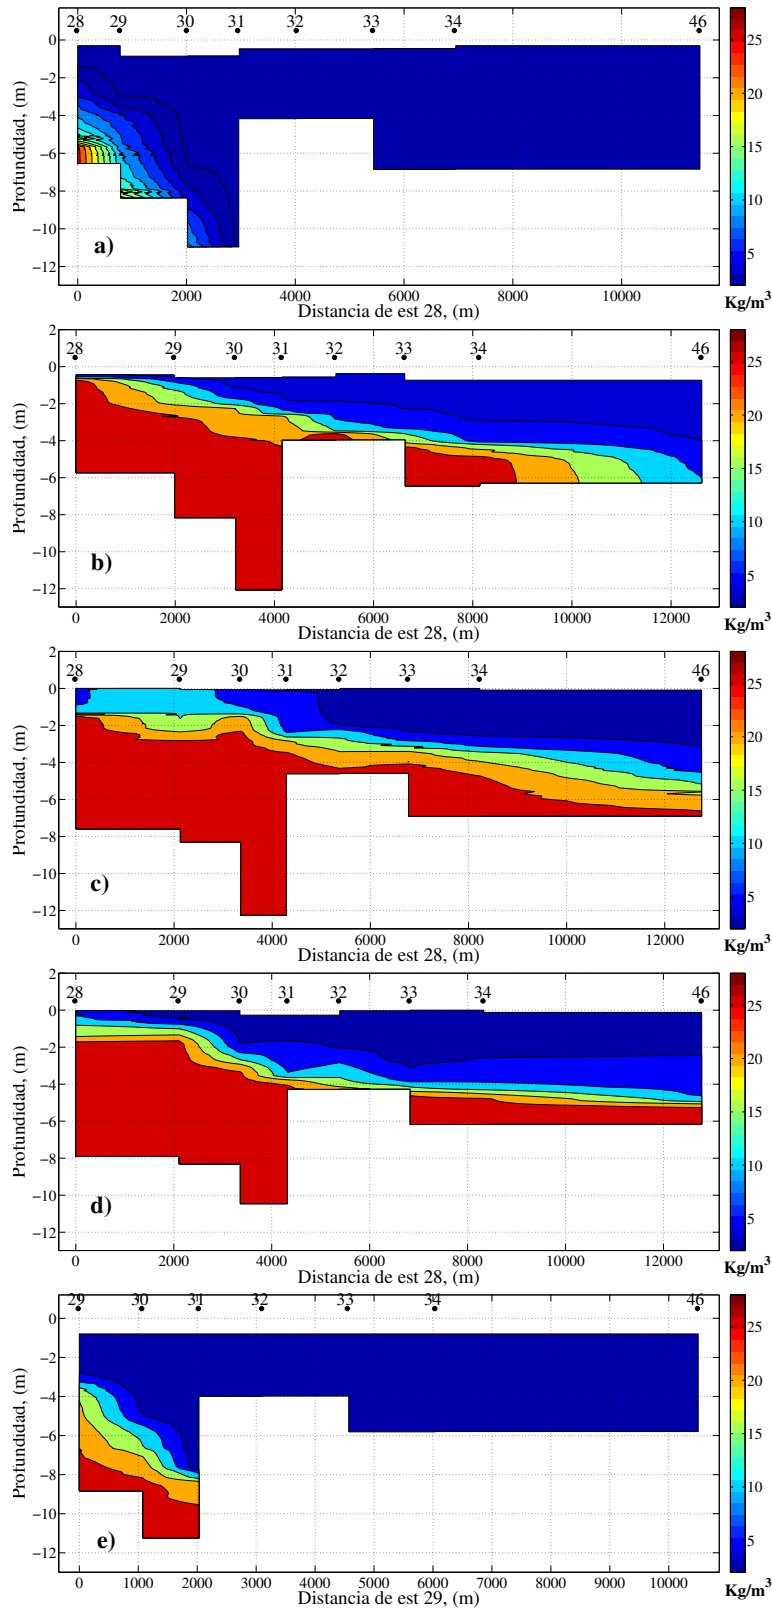 28 29 30 31 32 33 34 46
2
0
−2
−4
−6
−8
−10
−12
Profundidad, (m)
a)
0 2000 4000 6000 8000 10000
Distancia de est 28, (m)
25
20
15
10
5
Kg/m³
28 29 30 31 32 33 34 46
2
0
−2
−4
−6
−8
−10
−12
Profundidad, (m)
b)
0 2000 4000 6000 8000 10000 12000
Distancia de est 28, (m)
25
20
15
10
5
Kg/m³
28 29 30 31 32 33 34 46
2
0
−2
−4
−6
−8
−10
−12
Profundidad, (m)
c)
0 2000 4000 6000 8000 10000 12000
Distancia de est 28, (m)
25
20
15
10
5
Kg/m³
28 29 30 31 32 33 34 46
2
0
−2
−4
−6
−8
−10
−12
Profundidad, (m)
d)
0 2000 4000 6000 8000 10000 12000
Distancia de est 28, (m)
25
20
15
10
5
Kg/m³
29 30 31 32 33 34 46
0
−2
−4
−6
−8
−10
−12
Profundidad, (m)
e)
0 1000 2000 3000 4000 5000 6000 7000 8000 9000 10000
Distancia de est 29, (m)
25
20
15
10
5
Kg/m³